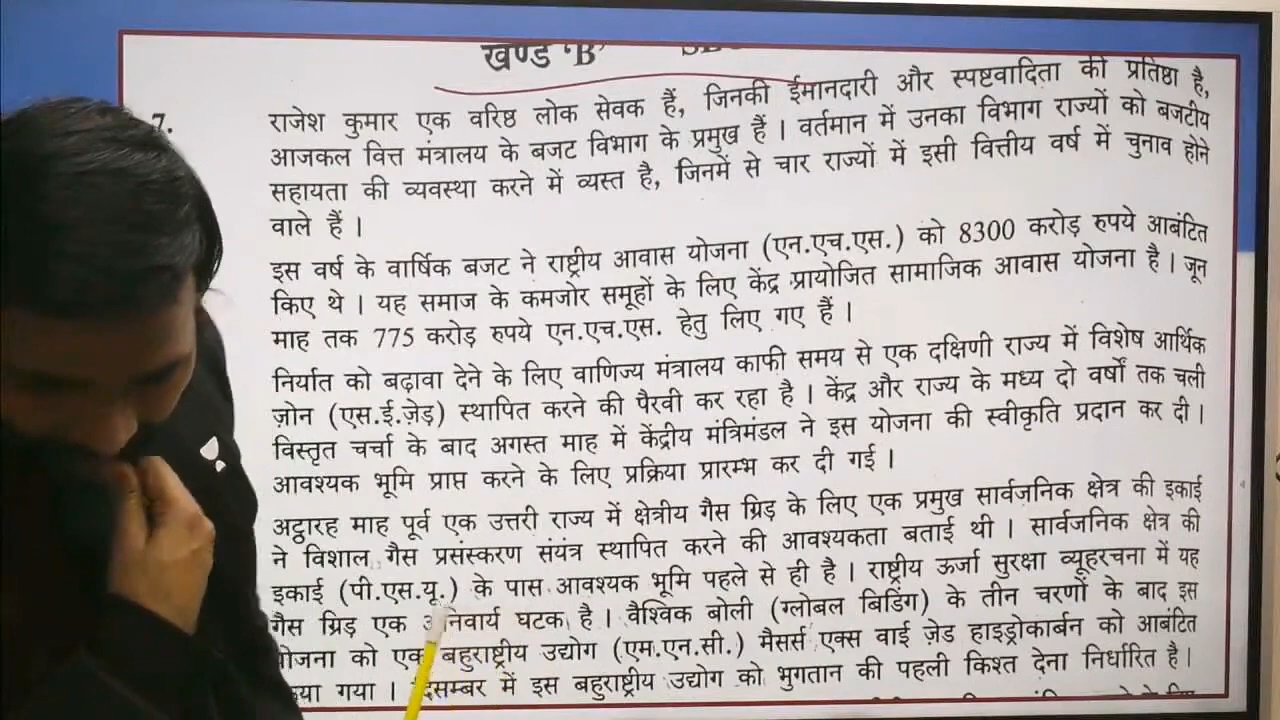 खण्ड ‘B’
7.
राजेश कुमार एक वरिष्ठ लोक सेवक हैं, जिनकी ईमानदारी और स्पष्टवादिता की प्रतिष्ठा है,
आजकल वित्त मंत्रालय के बजट विभाग के प्रमुख हैं । वर्तमान में उनका विभाग राज्यों को बजटीय
सहायता की व्यवस्था करने में व्यस्त है, जिनमें से चार राज्यों में इसी वित्तीय वर्ष में चुनाव होने
वाले हैं ।
इस वर्ष के वार्षिक बजट ने राष्ट्रीय आवास योजना (एन.एच.एस.) को 8300 करोड़ रुपये आबंटित
किए थे । यह समाज के कमजोर समूहों के लिए केंद्र प्रायोजित सामाजिक आवास योजना है । जून
माह तक 775 करोड़ रुपये एन.एच.एस. हेतु लिए गए हैं ।
निर्यात को बढ़ावा देने के लिए वाणिज्य मंत्रालय काफी समय से एक दक्षिणी राज्य में विशेष आर्थिक
ज़ोन (एस.ई.ज़ेड) स्थापित करने की पैरवी कर रहा है । केंद्र और राज्य के मध्य दो वर्षों तक चली
विस्तृत चर्चा के बाद अगस्त माह में केंद्रीय मंत्रिमंडल ने इस योजना की स्वीकृति प्रदान कर दी ।
आवश्यक भूमि प्राप्त करने के लिए प्रक्रिया प्रारम्भ कर दी गई ।
अट्ठारह माह पूर्व एक उत्तरी राज्य में क्षेत्रीय गैस ग्रिड के लिए एक प्रमुख सार्वजनिक क्षेत्र की इकाई
ने विशाल गैस प्रसंस्करण संयंत्र स्थापित करने की आवश्यकता बताई थी । सार्वजनिक क्षेत्र की
इकाई (पी.एस.यू.) के पास आवश्यक भूमि पहले से ही है । राष्ट्रीय ऊर्जा सुरक्षा व्यूहरचना में यह
गैस ग्रिड एक घटक है । वैश्विक बोली (ग्लोबल बिडिंग) के तीन चरणों के बाद इस
को एक बहुराष्ट्रीय उद्योग (एम.एन.सी.) मैसर्स एक्स वाई ज़ेड हाइड्रोकार्बन को आबंटित
गया । दिसम्बर में इस बहुराष्ट्रीय उद्योग को भुगतान की पहली किश्त देना निर्धारित है।